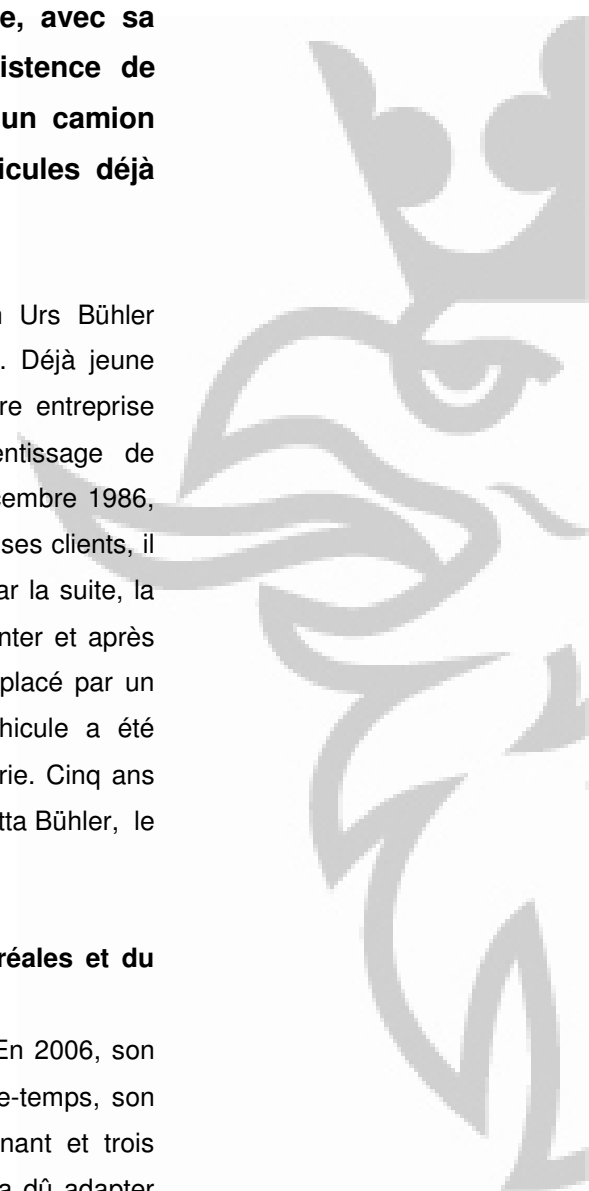 e, avec sa
istence de
un camion
icules déjà
Urs Bühler
. Déjà jeune
re entreprise
entissage de
cembre 1986,
ses clients, il
ar la suite, la
nter et après
placé par un
hicule a été
rie. Cinq ans
tta Bühler, le
réales et du
En 2006, son
e-temps, son
nant et trois
a dû adapter